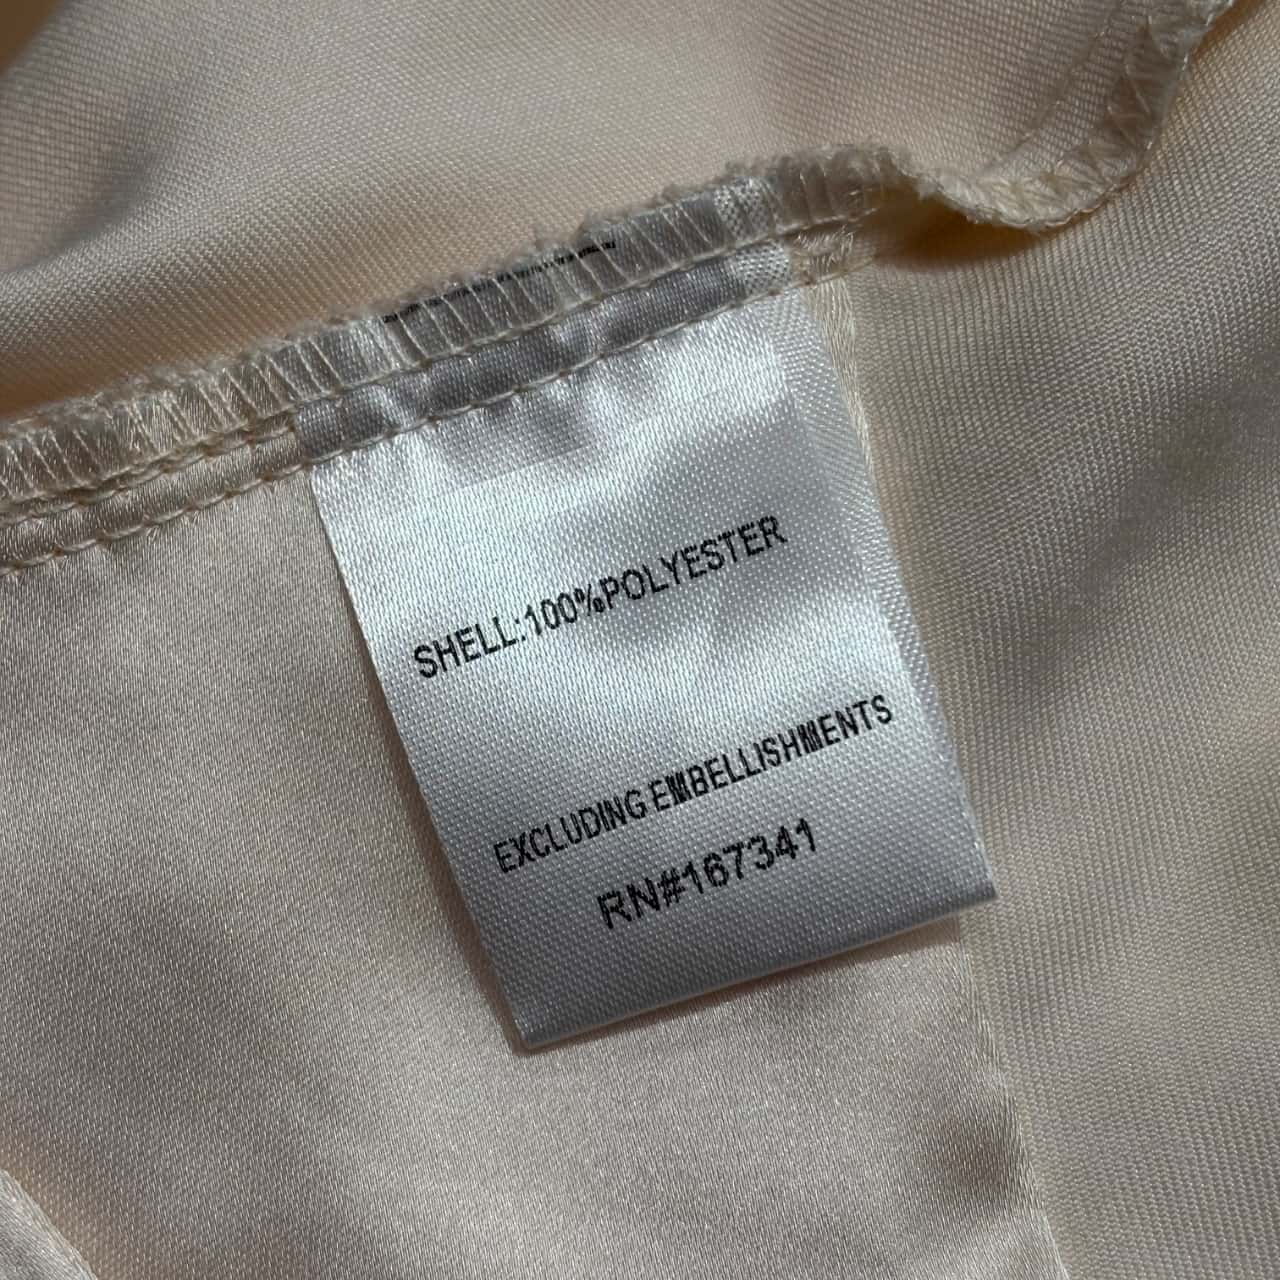 SHELL:100%POLYESTER
EXCLUDING EMBELLISHMENTS
RN#167341